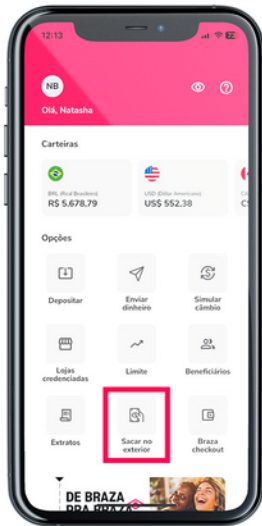 12:13
NB
Olá, Natasha
Carteiras
BRL (Real Brasileiro)
R$ 5.678,79
USD (Dólar Americano)
US$ 552,38
Opções
Depositar
Enviar
dinheiro
Simular
câmbio
Lojas
credenciadas
Limite
Beneficiários
Extratos
Sacar no
exterior
Braza
checkout
DE BRAZA
PRA BRAZA